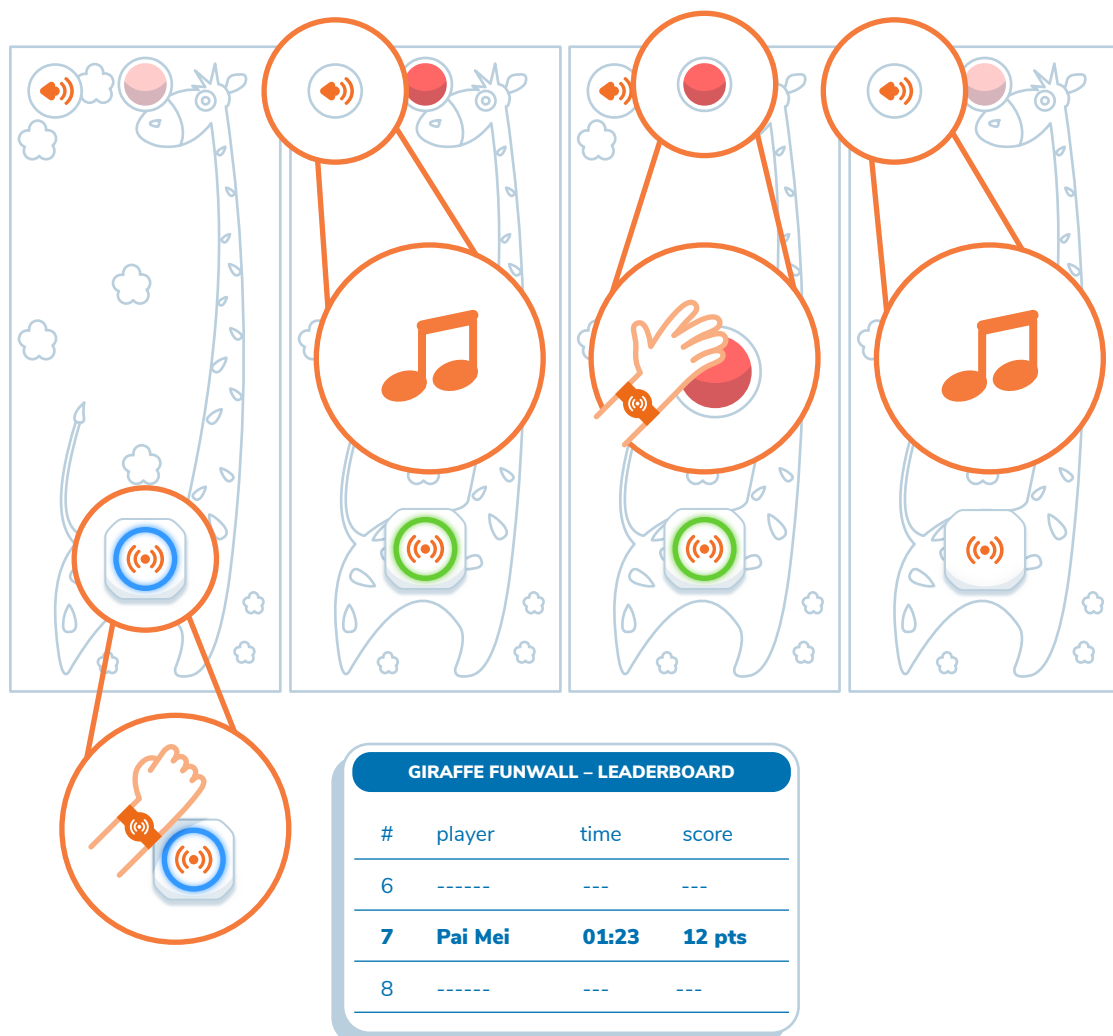 GIRAFFE FUNWALL – LEADERBOARD
# player time score
6 ------ --- ---
7 Pai Mei 01:23 12 pts
8 ------ --- ---